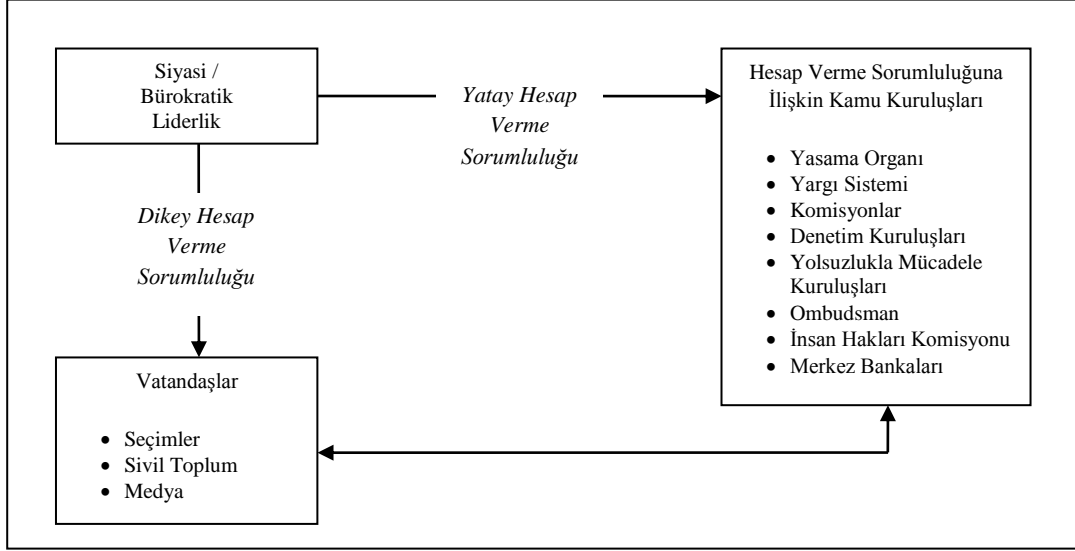 Siyasi /
Bürokratik
Liderlik
Yatay Hesap
Verme
Sorumluluğu
Hesap Verme Sorumluluğuna
İlişkin Kamu Kuruluşları
• Yasama Organı
• Yargı Sistemi
• Komisyonlar
• Denetim Kuruluşları
• Yolsuzlukla Mücadele
Kuruluşları
• Ombudsman
• İnsan Hakları Komisyonu
• Merkez Bankaları
Dikey Hesap
Verme
Sorumluluğu
Vatandaşlar
• Seçimler
• Sivil Toplum
• Medya